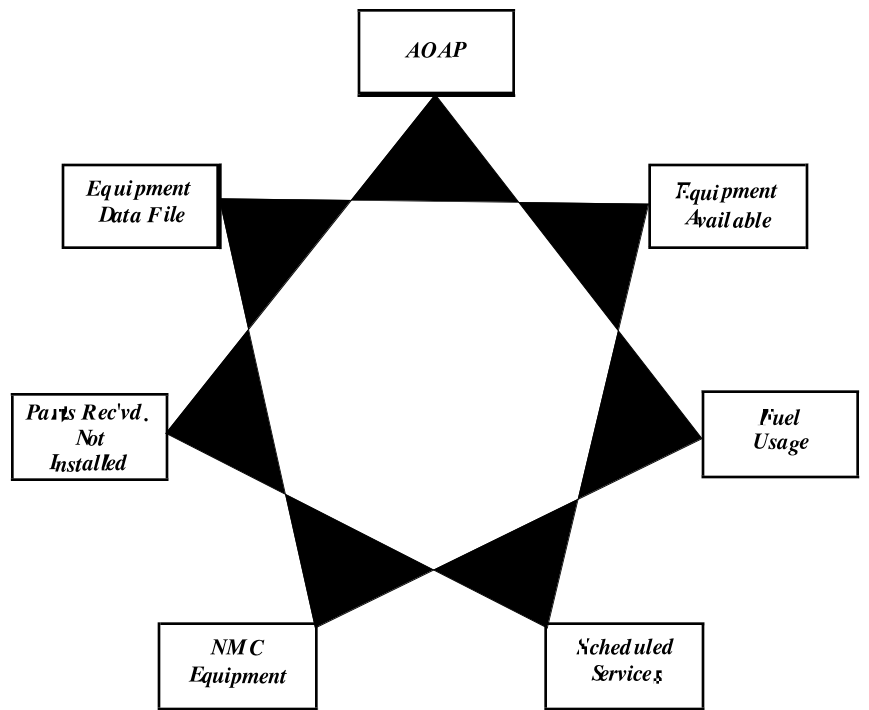 AOAP
Equipment
Data File
Equipment
Available
Parts Rec'vd.
Not
Installed
Fuel
Usage
NMC
Equipment
Scheduled
Services